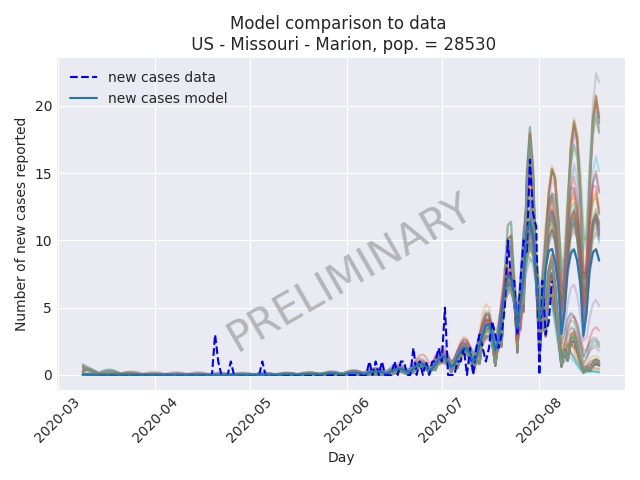 Model comparison to data
US - Missouri - Marion, pop. = 28530
new cases data
new cases model
Number of new cases reported
20
15
10
5
0
PRELIMINARY
2020-03
2020-04
2020-05
2020-06
2020-07
2020-08
Day